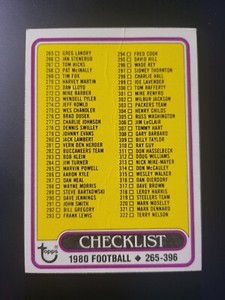 265 GREG LANDRY
266 JAN STENERUD
267 TOM HICKS
268 PAT MCINALLY
269 TIM FOX
270 HARVEY MARTIN
271 DAN LLOYD
272 MIKE BARBER
273 WENDELL TYLER
274 JEFF KOMLO
275 WES CHANDLER
276 BRAD DUSEK
277 CHARLIE JOHNSON
278 DENNIS SWILLEY
279 JOHNNY EVANS
280 JACK LAMBERT
281 VERN DEN HERDER
282 BUCCANEERS TEAM
283 BOB KLEIN
284 JIM TURNER
285 MARVIN POWELL
286 AARON KYLE
287 DAN NEAL
288 WAYNE MORRIS
289 STEVE BARTKOWSKI
290 DAVE JENNINGS
291 JOHN SMITH
292 BILL GREGORY
293 FRANK LEWIS
294 FRED COOK
295 DAVID HILL
296 WADE KEY
297 SIDNEY THORNTON
298 CHARLIE HALL
299 JOE LAVENDER
300 TOM RAFFERTY
301 MIKE RENFRO
302 WILBUR JACKSON
303 PACKERS TEAM
304 HENRY CHILDS
305 RUSS WASHINGTON
306 JIM LECLAIR
307 TOMMY HART
308 GARY BARBARO
309 BILLY TAYLOR
310 RAY GUY
311 DON HASSELBECK
312 DOUG WILLIAMS
313 NICK MIKE MAYER
314 DON MCCAULEY
315 WESLEY WALKER
316 DAN DIERDORF
317 DAVE BROWN
318 LEROY HARRIS
319 STEELERS TEAM
320 MARK MOSELEY
321 MARK DENNARD
322 TERRY NELSON
Topps
CHECKLIST
1980 FOOTBALL ◆ 265-396